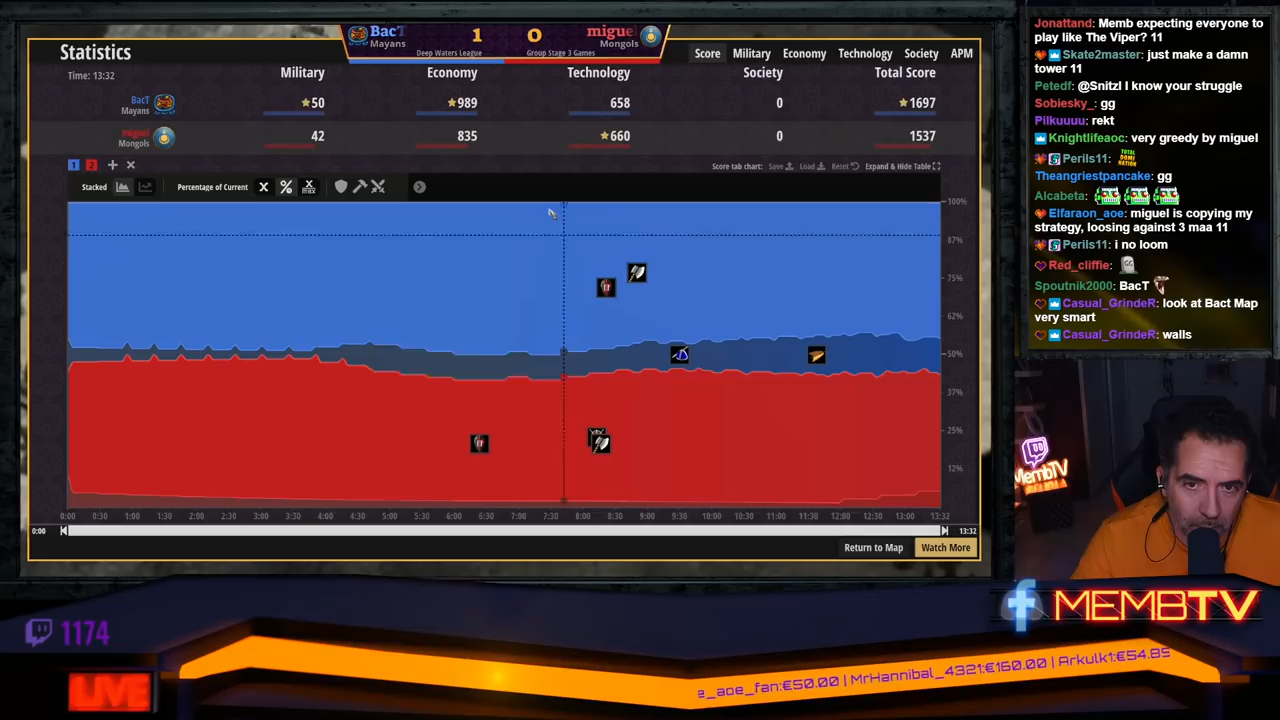 Statistics
Time: 13:32
BacT
Mayans
1
0
miguel
Mongols
Deep Waters League
Group Stage 3 Games
Score
Military
Economy
Technology
Society
APM
Military
Economy
Technology
Society
Total Score
BacT
Mayans
50
989
658
0
1697
miguel
Mongols
42
835
660
0
1537
1
2
Score tab chart: Save Load Reset Expand & Hide Table
Stacked
Percentage of Current
X
%
X
max
100%
87%
75%
62%
50%
37%
25%
12%
0:00 0:30 1:00 1:30 2:00 2:30 3:00 3:30 4:00 4:30 5:00 5:30 6:00 6:30 7:00 7:30 8:00 8:30 9:00 9:30 10:00 10:30 11:00 11:30 12:00 12:30 13:00 13:32
0:00
13:32
Return to Map
Watch More
Jonattand: Memb expecting everyone to
play like The Viper? 11
Skate2master: just make a damn
tower 11
Petedf: @Snitzl I know your struggle
Sobiesky_: gg
Pilkuuuu: rekt
Knightlifeaoc: very greedy by miguel
Perils11: TOTAL
DOMI
NATION
Theangriestpancake: gg
Alcabeta:
Elfaraon_aoe: miguel is copying my
strategy, loosing against 3 maa 11
Perils11: i no loom
Red_cliffie:
Spoutnik2000: BacT
Casual_GrindeR: look at Bact Map
very smart
Casual_GrindeR: walls
MembTV
f MEMBTV
1174
LIVE
e_aoe_fan:€50.00 | MrHannibal_4321:€160.00 | Arkulk1:€54.85